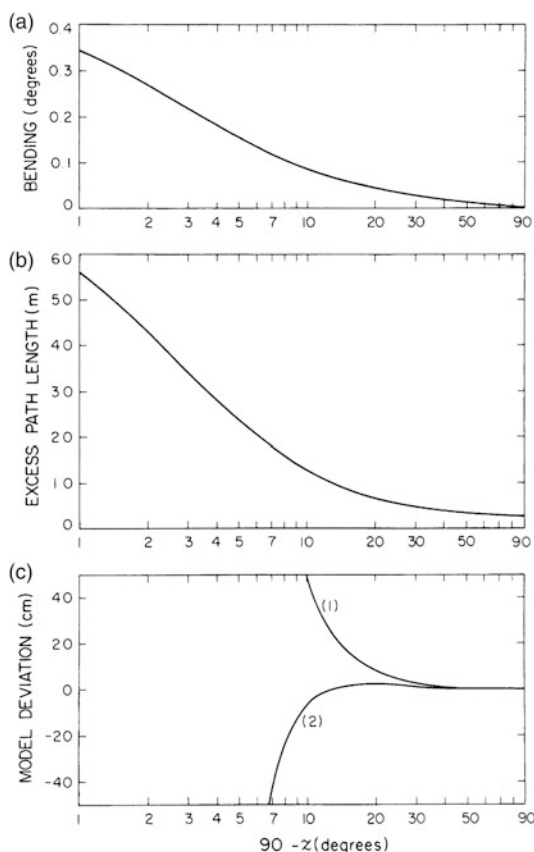 (a)
0.4
0.3
0.2
0.1
0
BENDING (degrees)
1 2 3 4 5 7 10 20 30 50 90
(b)
60
50
40
30
20
10
0
EXCESS PATH LENGTH (m)
1 2 3 4 5 7 10 20 30 50 90
(c)
40
20
0
-20
-40
MODEL DEVIATION (cm)
(1)
(2)
1 2 3 4 5 7 10 20 30 50 90
90 -z (degrees)